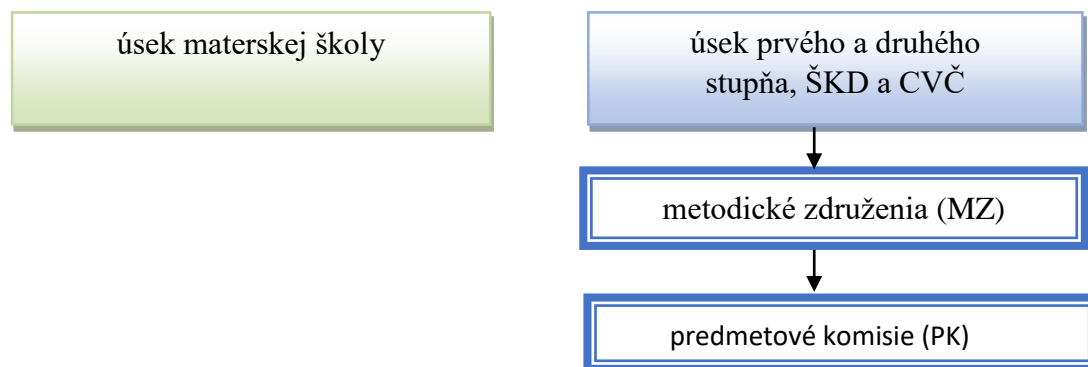 úsek materskej školy
úsek prvého a druhého
stupňa, ŠKD a CVČ
metodické združenia (MZ)
predmetové komisie (PK)